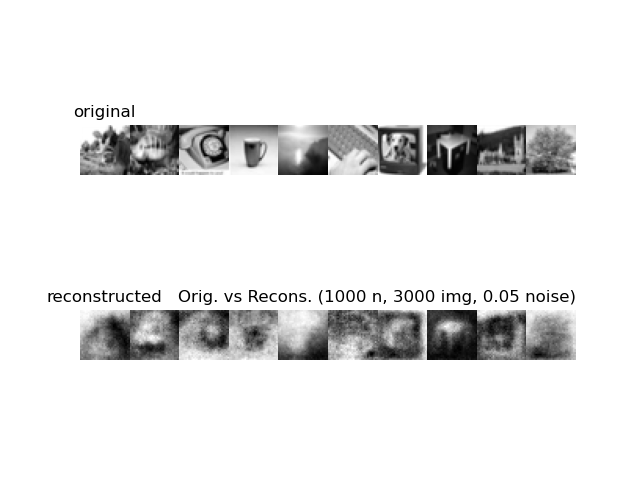 original
reconstructed
Orig. vs Recons. (1000 n, 3000 img, 0.05 noise)